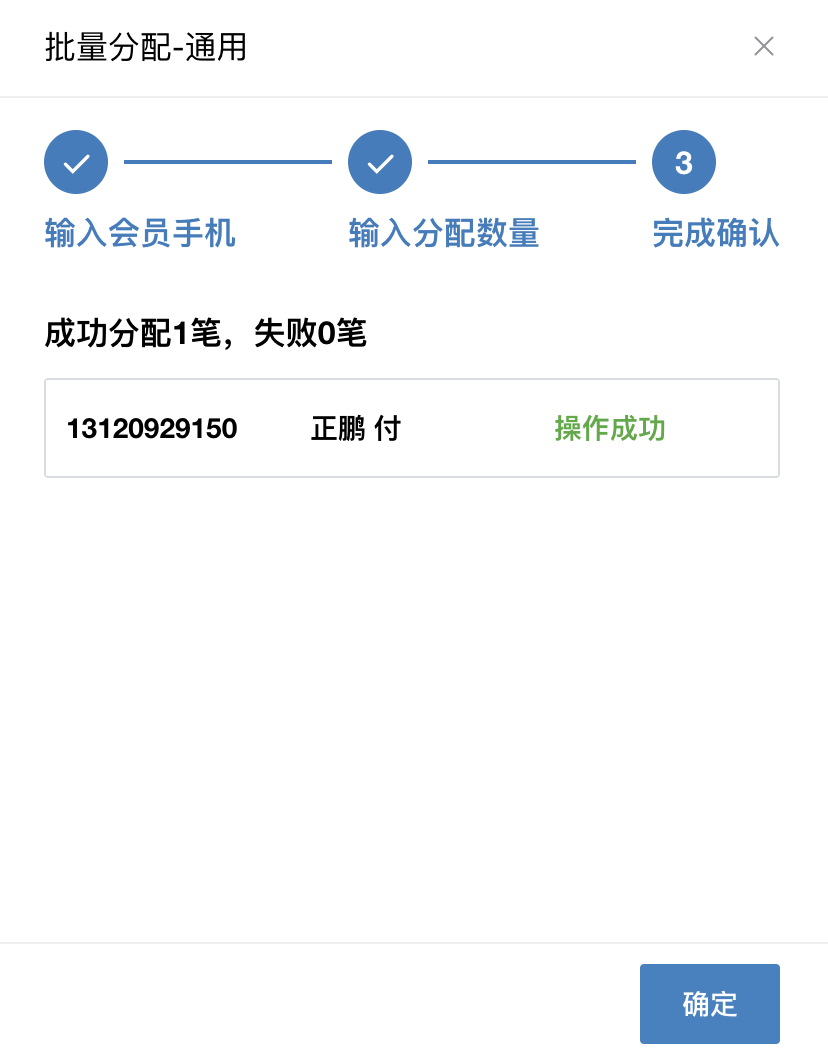 批量分配-通用
3
输入会员手机 输入分配数量 完成确认
成功分配1笔，失败0笔
13120929150 正鹏 付 操作成功
确定